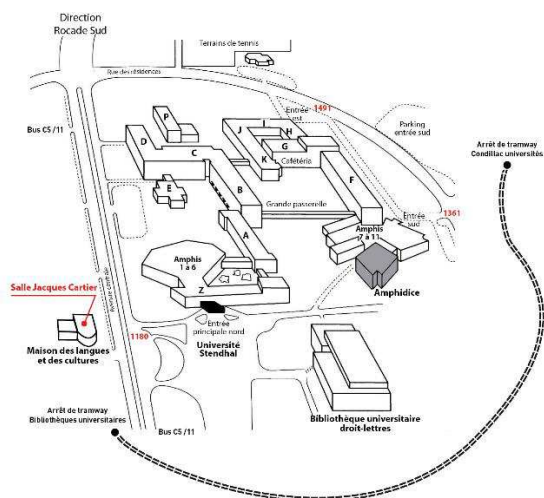 Direction
Rocade Sud
Terrains de tennis
Rue des résidences
Bus C5 /11
Entrée
est
1491
Parking
entrée sud
Arrêt de tramway
Condillac universités
P
D
C
E
J
I
H
G
K
Cafétéria
B
F
Grande passerelle
1361
Entrée
sud
A
Amphis
7 à 11
Amphis
1 à 6
Z
Amphidice
Salle Jacques Cartier
Avenue Centrale
1180
Entrée
principale nord
Université
Stendhal
Maison des langues
et des cultures
Bibliothèque universitaire
droit-lettres
Arrêt de tramway
Bibliothèques universitaires
Bus C5 /11